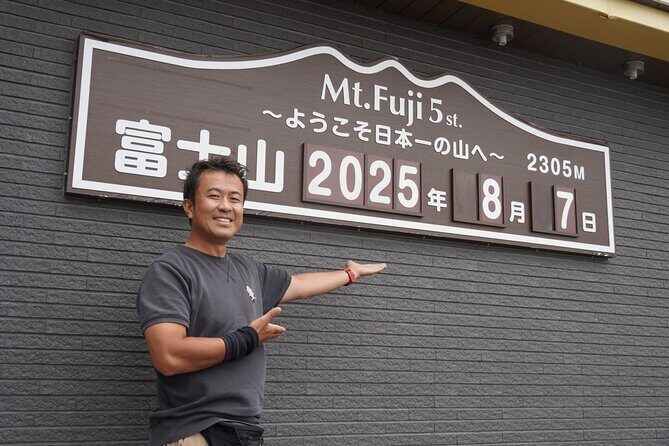 Mt.Fuji 5st.
～ようこそ日本一の山へ～ 2305M
富士山 2025年 8月 7日